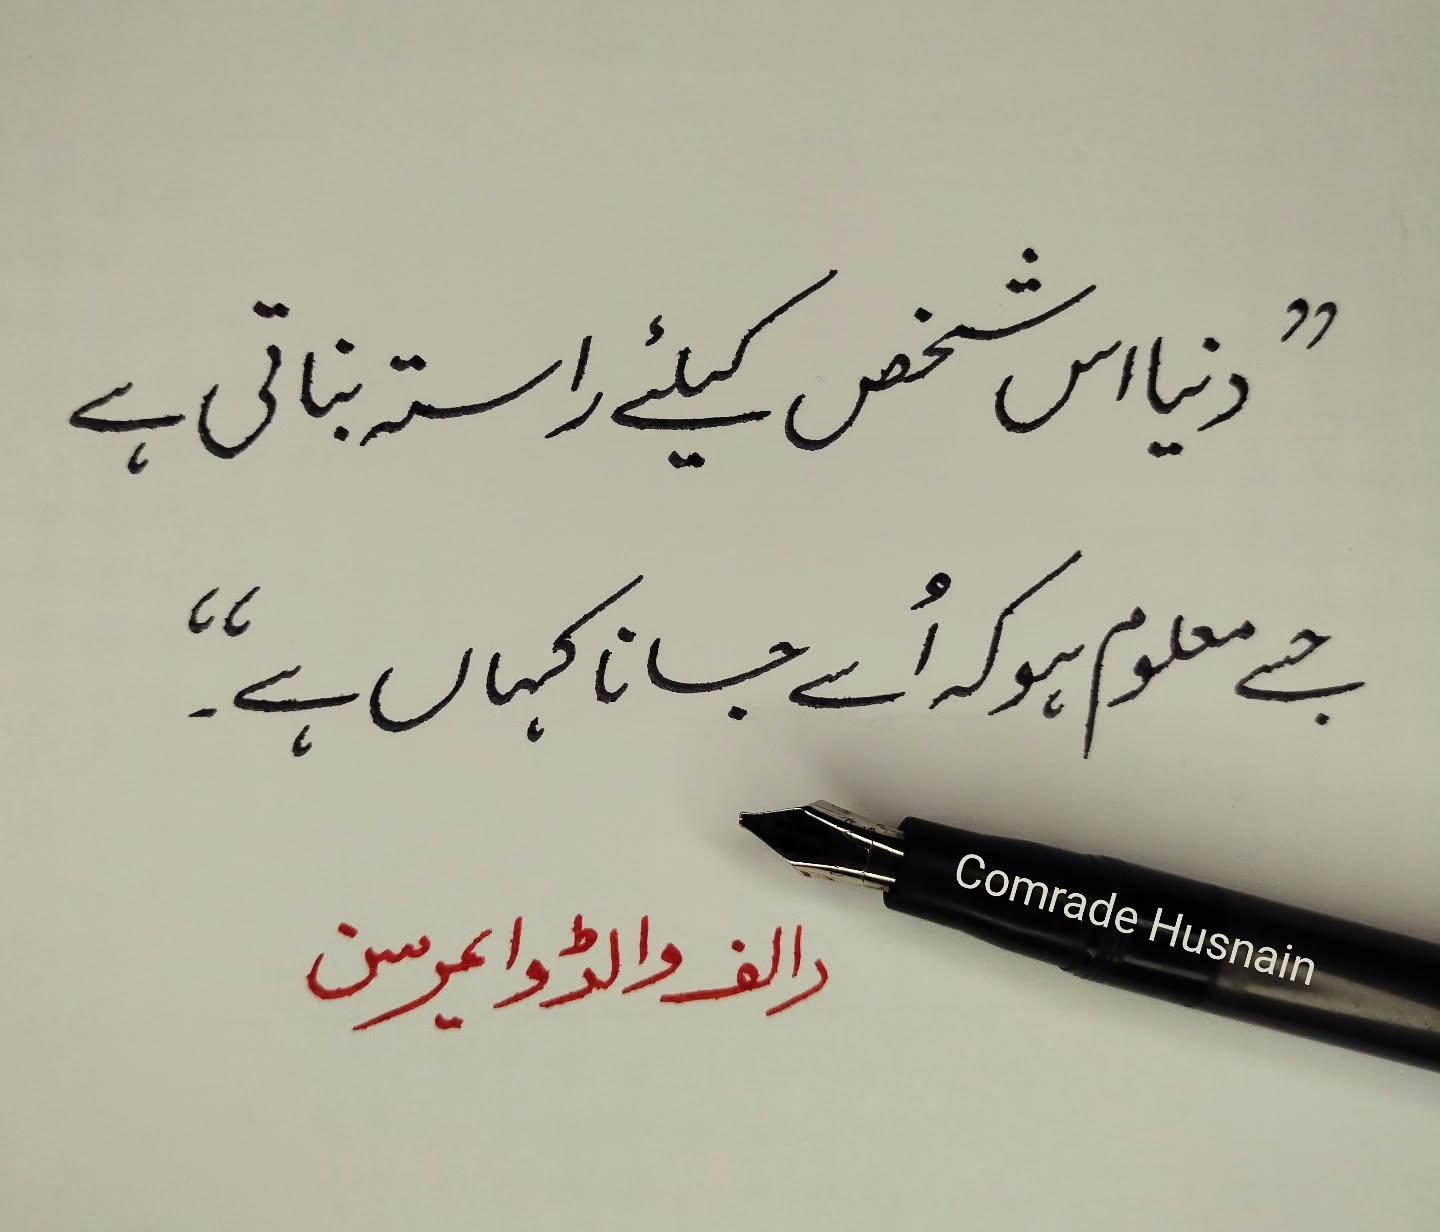 ”دنیا اس شخص کیلئے راستہ بناتی ہے
جسے معلوم ہو کہ اُسے جانا کہاں ہے۔“
Comrade Husnain
رالف والڈو ایمرسن